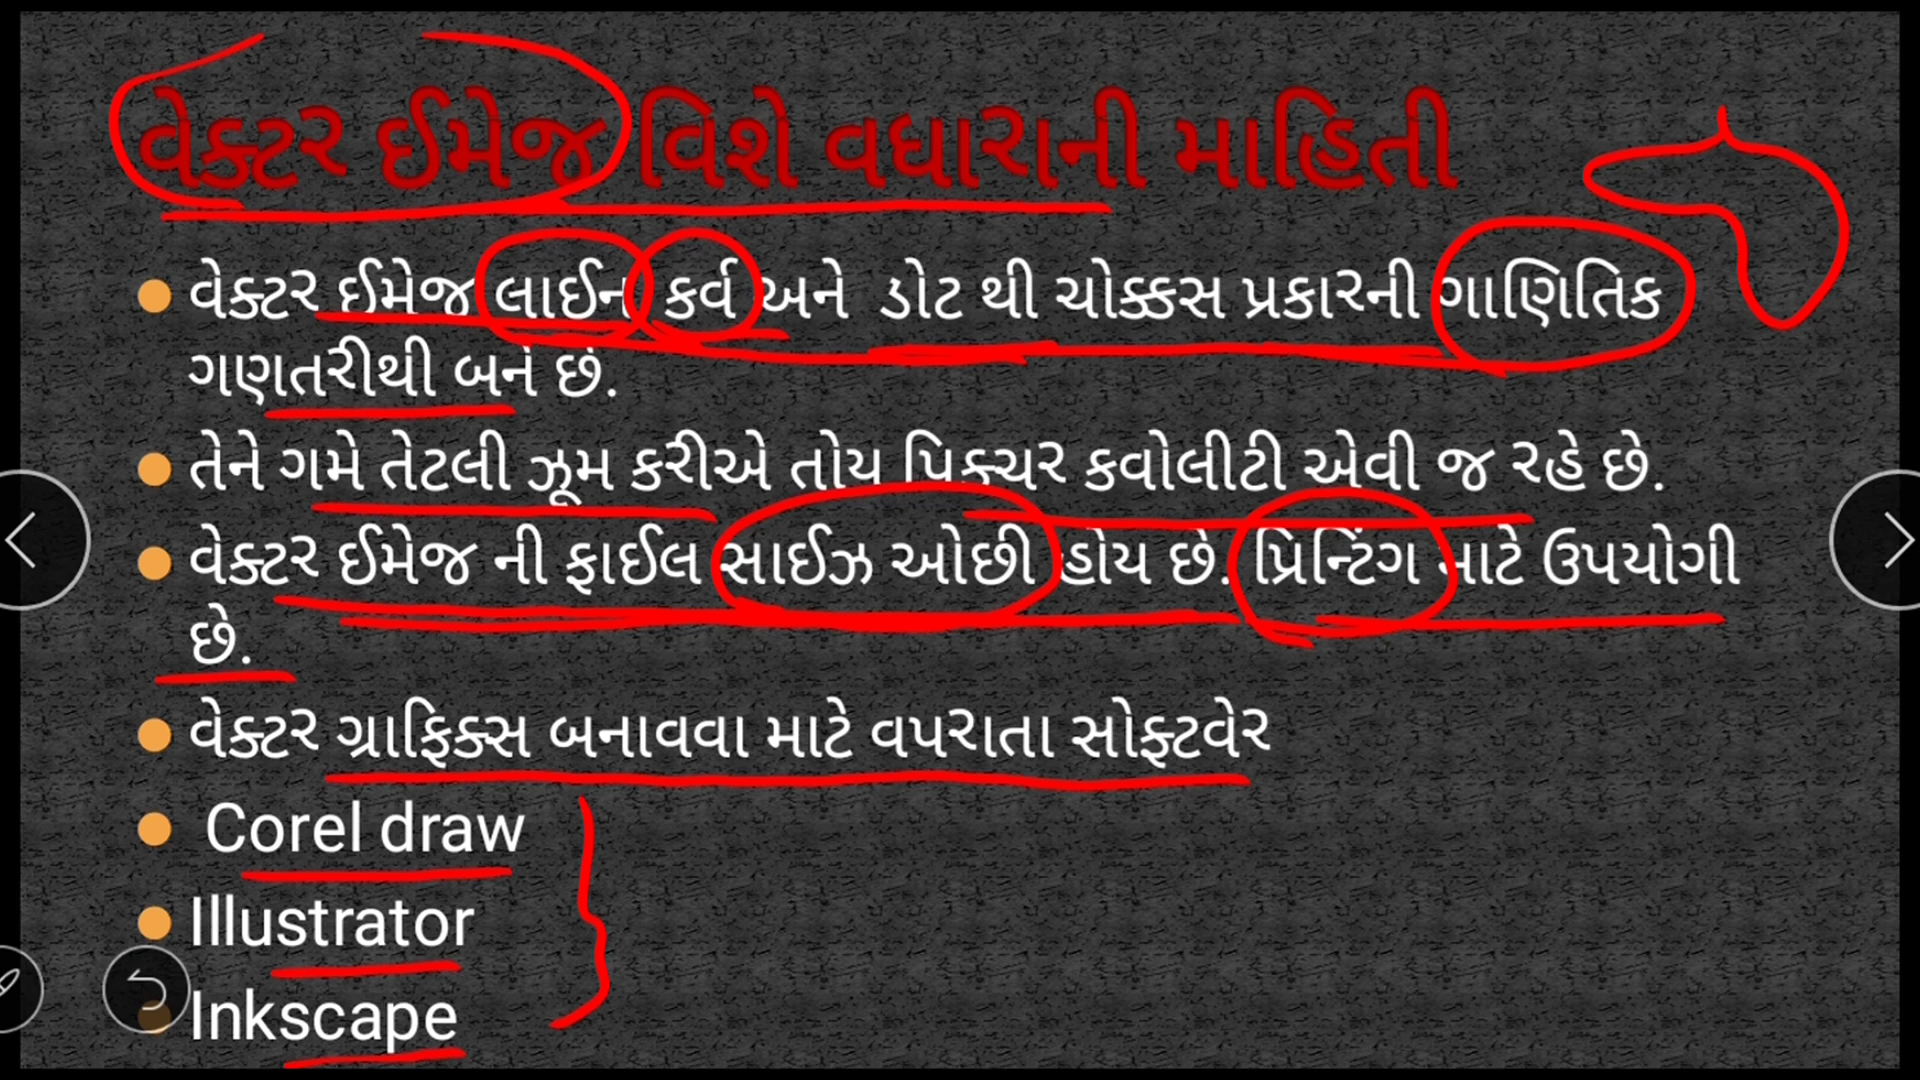 વેક્ટર ઈમેજ વિશે વધારાની માહિતી
વેક્ટર ઈમેજ લાઈન કર્વ અને ડોટ થી ચોક્કસ પ્રકારની ગાણિતિક
ગણતરીથી બને છે.
તેને ગમે તેટલી ઝૂમ કરીએ તોય પિક્ચર કવોલીટી એવી જ રહે છે.
વેક્ટર ઈમેજ ની ફાઈલ સાઈઝ ઓછી હોય છે. પ્રિન્ટિંગ માટે ઉપયોગી
છે.
વેક્ટર ગ્રાફિક્સ બનાવવા માટે વપરાતા સોફ્ટવેર
Corel draw
Illustrator
Inkscape